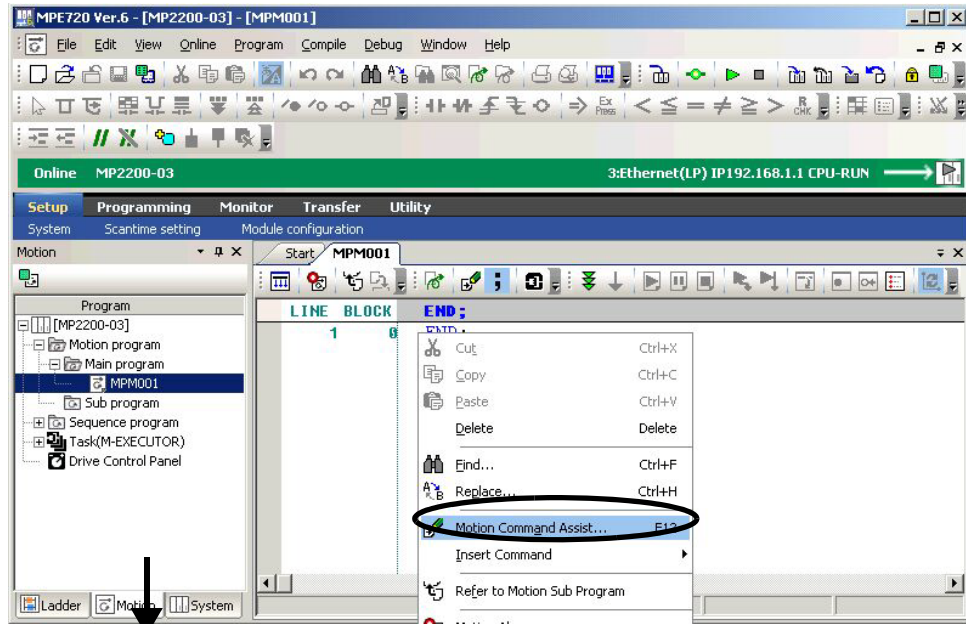 MPE720 Ver.6 - [MP2200-03] - [MPM001]
File Edit View Online Program Compile Debug Window Help
Online MP2200-03 3:Ethernet(LP) IP192.168.1.1 CPU-RUN
Setup Programming Monitor Transfer Utility
System Scantime setting Module configuration
Motion
Start MPM001
Program
LINE BLOCK END;
[MP2200-03]
1 0 END;
Motion program
Main program
MPM001
Sub program
Sequence program
Task(M-EXECUTOR)
Drive Control Panel
Cut Ctrl+X
Copy Ctrl+C
Paste Ctrl+V
Delete Delete
Find... Ctrl+F
Replace... Ctrl+H
Motion Command Assist... F12
Insert Command
Refer to Motion Sub Program
Ladder Motion System